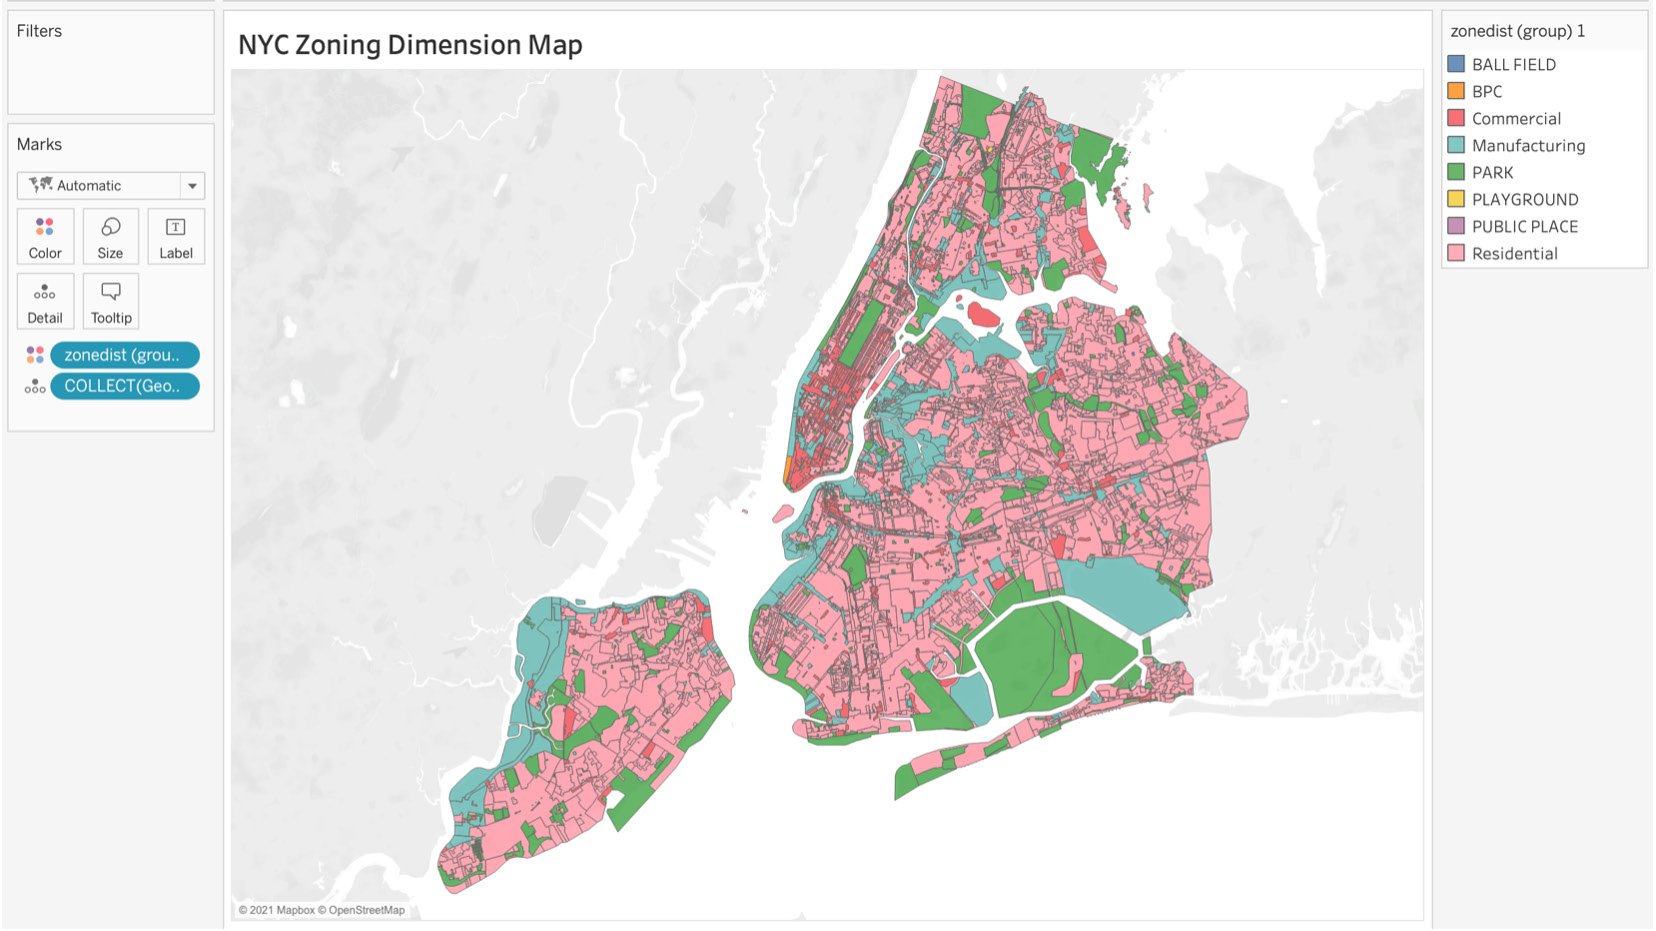 Filters
Marks
Automatic
Color
Size
T
Label
Detail
Tooltip
zonedist (grou..
COLLECT(Geo..
NYC Zoning Dimension Map
© 2021 Mapbox © OpenStreetMap
zonedist (group) 1
BALL FIELD
BPC
Commercial
Manufacturing
PARK
PLAYGROUND
PUBLIC PLACE
Residential